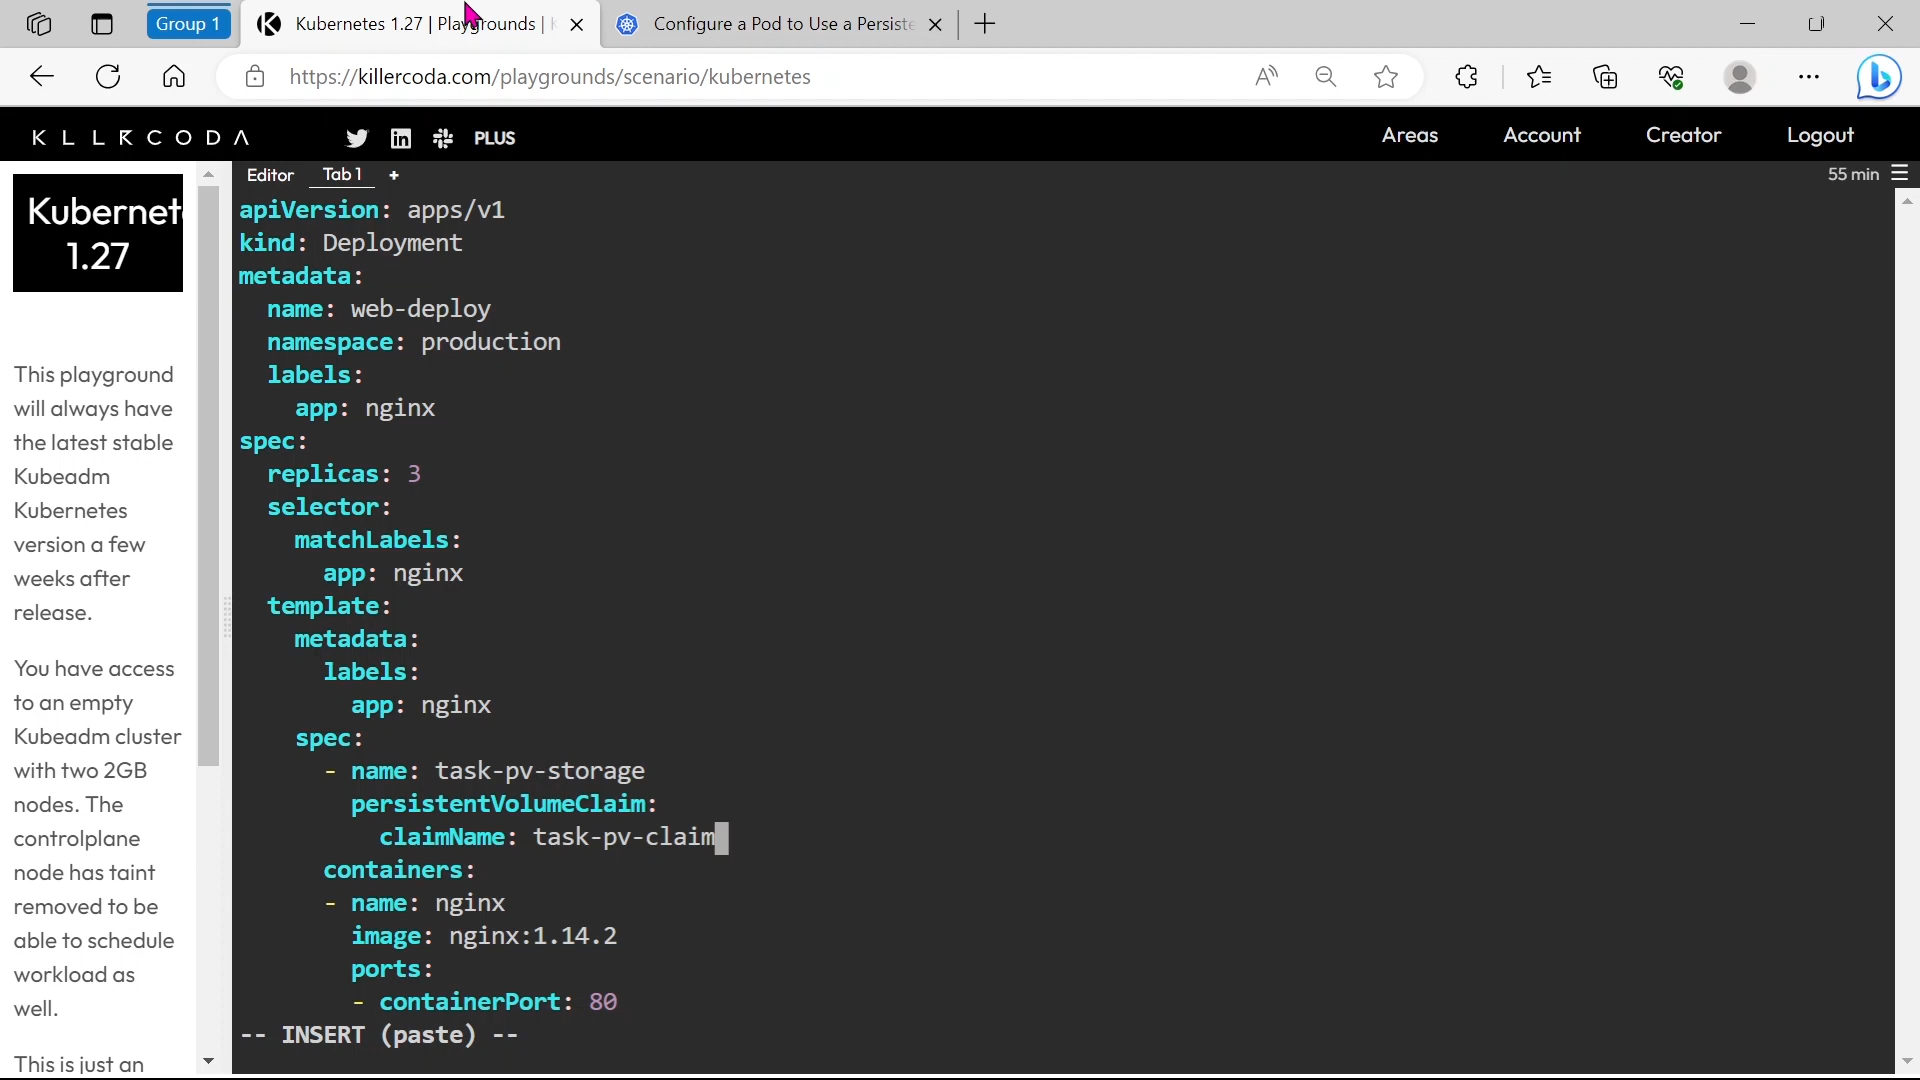 Group 1
Kubernetes 1.27 | Playgrounds |
Configure a Pod to Use a Persiste
https://killercoda.com/playgrounds/scenario/kubernetes
KLLRCODA
PLUS
Areas
Account
Creator
Logout
Kubernet
1.27
This playground
will always have
the latest stable
Kubeadm
Kubernetes
version a few
weeks after
release.
You have access
to an empty
Kubeadm cluster
with two 2GB
nodes. The
controlplane
node has taint
removed to be
able to schedule
workload as
well.
This is just an
Editor
Tab 1
+
55 min
apiVersion: apps/v1
kind: Deployment
metadata:
  name: web-deploy
  namespace: production
  labels:
    app: nginx
spec:
  replicas: 3
  selector:
    matchLabels:
      app: nginx
  template:
    metadata:
      labels:
        app: nginx
    spec:
      - name: task-pv-storage
        persistentVolumeClaim:
          claimName: task-pv-claim
      containers:
      - name: nginx
        image: nginx:1.14.2
        ports:
        - containerPort: 80
-- INSERT (paste) --